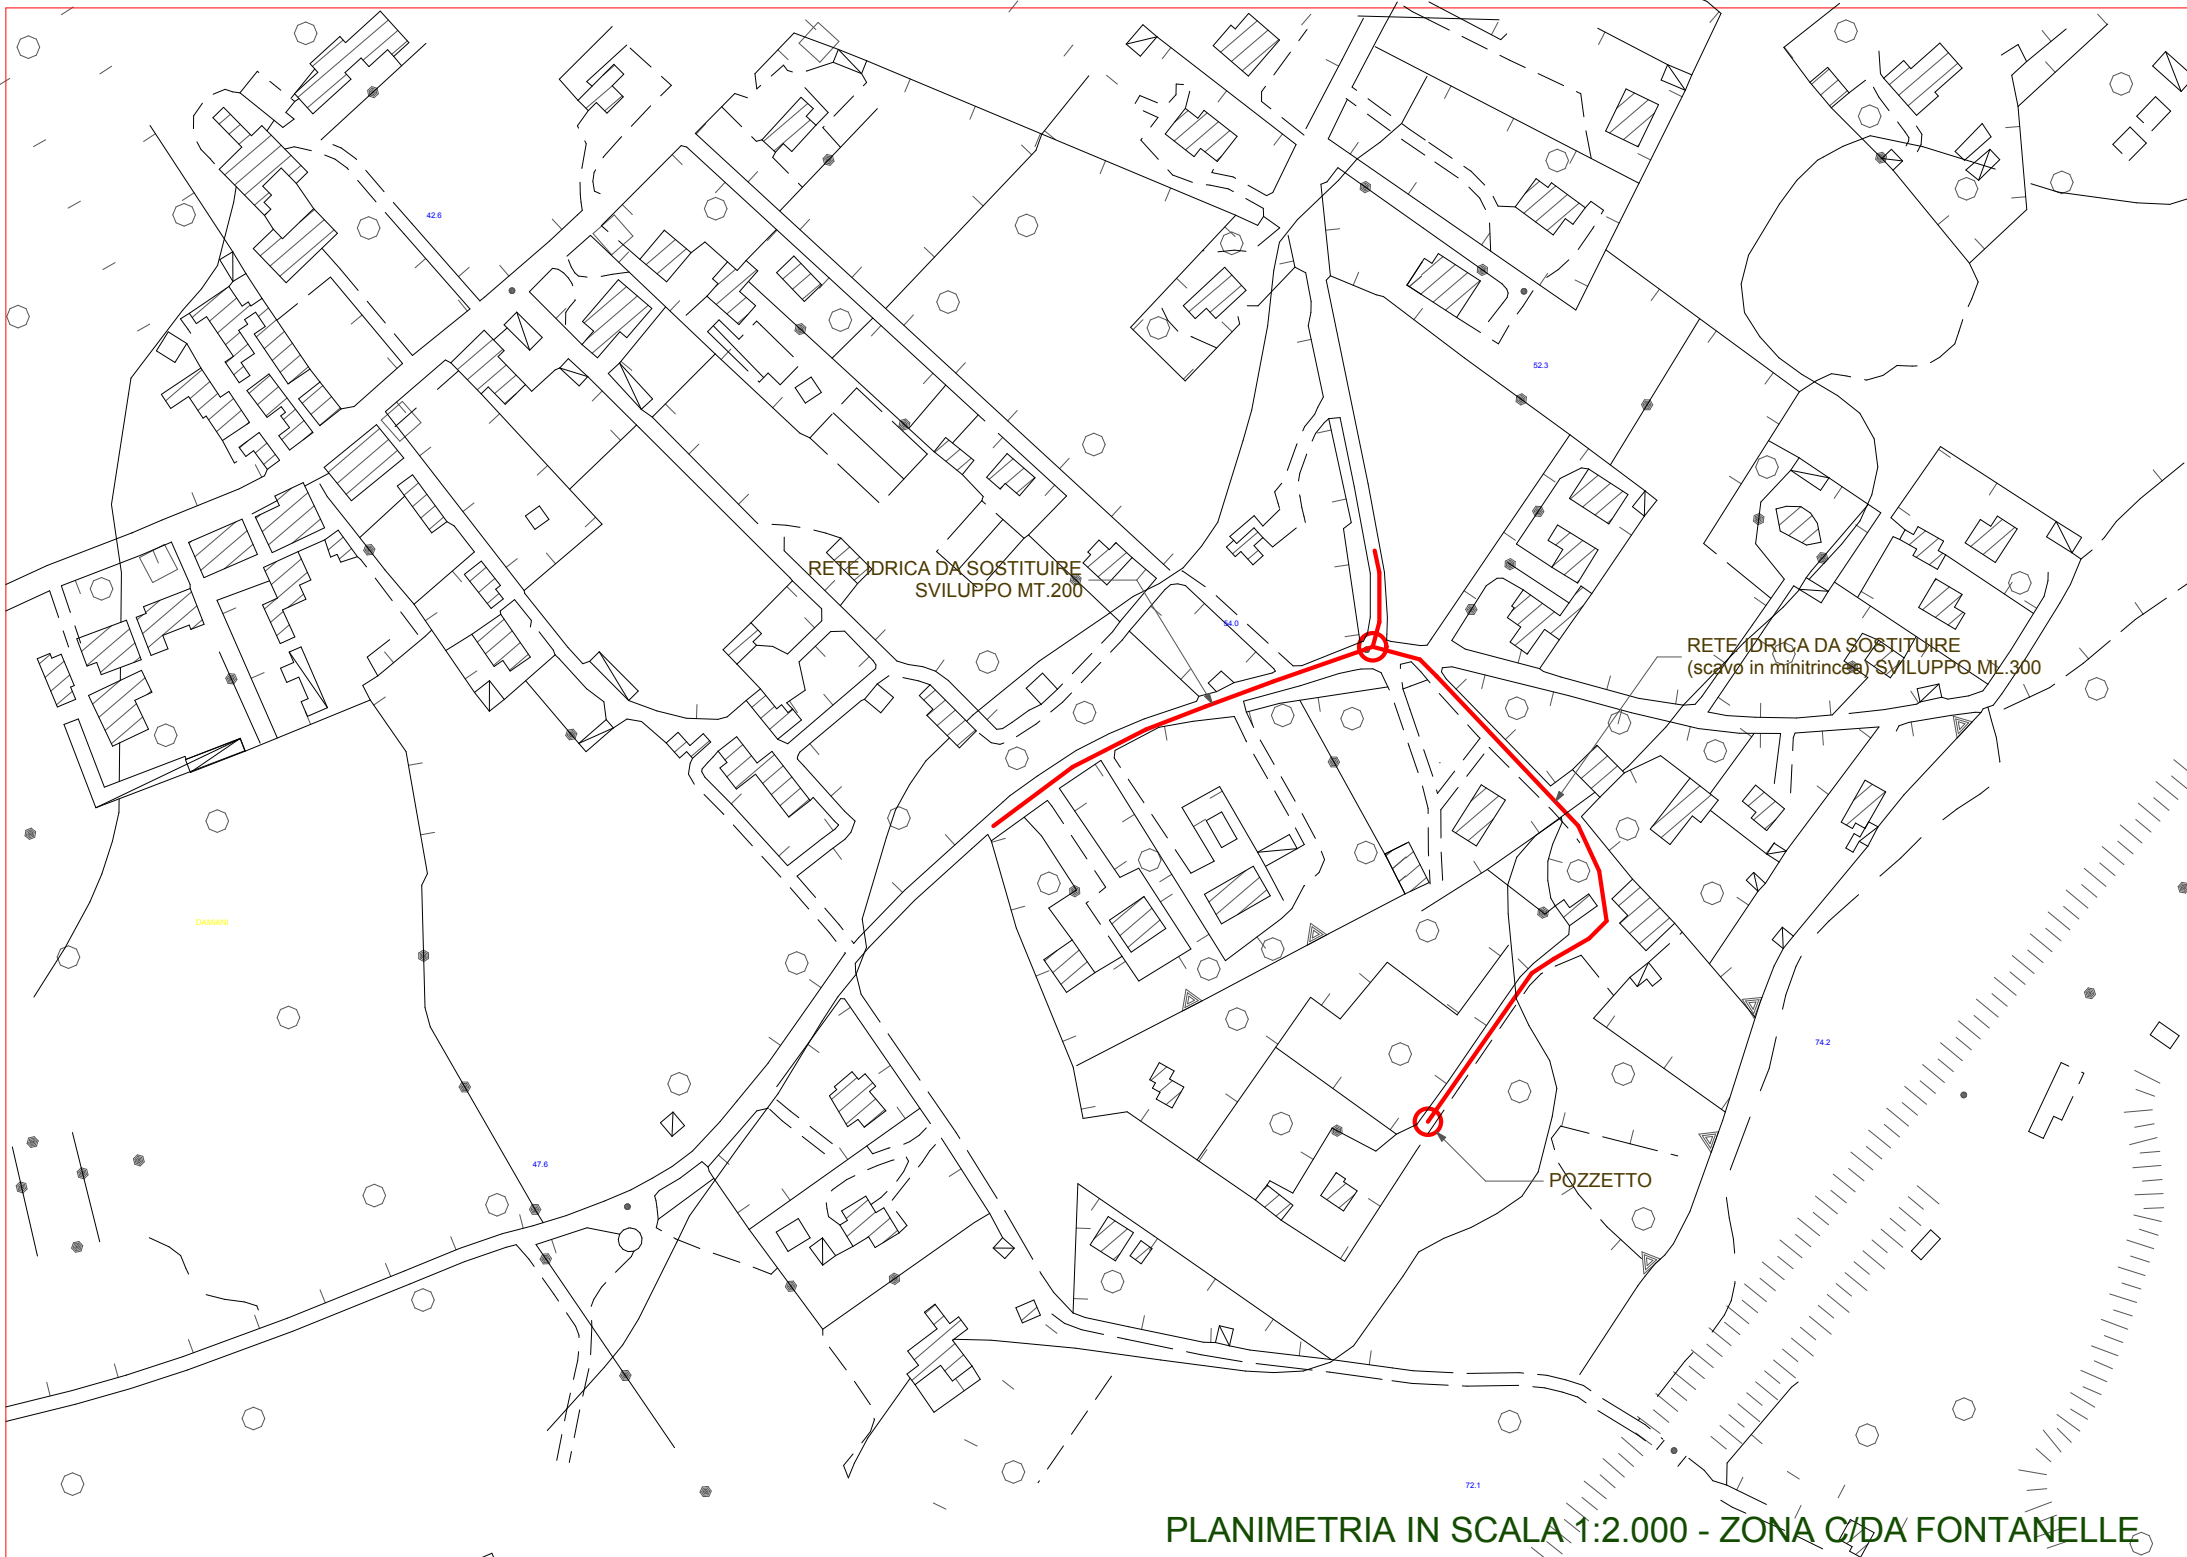 42.6
52.3
RETE IDRICA DA SOSTITUIRE
SVILUPPO MT.200
54.0
RETE IDRICA DA SOSTITUIRE
(scavo in minitrincea) SVILUPPO ML.300
74.2
47.6
POZZETTO
72.1
PLANIMETRIA IN SCALA 1:2.000 - ZONA C/DA FONTANELLE